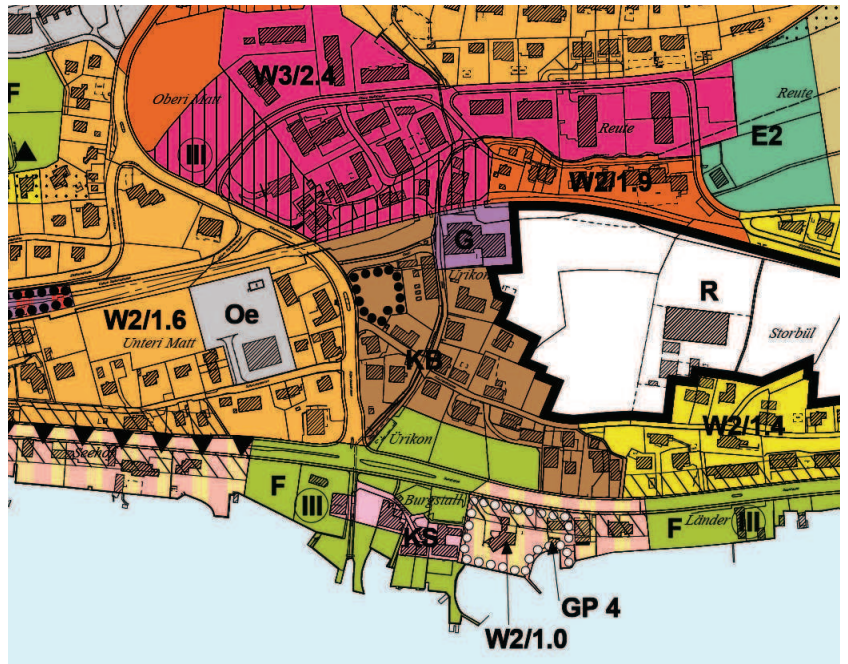 W3/2.4
F
Oberi Matt
Reute
III
Reute
E2
W2/1.9
G
Ürikon
R
Oe
W2/1.6
Unteri Matt
Storbül
KB
W2/1.4
Seehof
Ürikon
F
III
Burgstall
F
Länder
III
KS
GP 4
W2/1.0